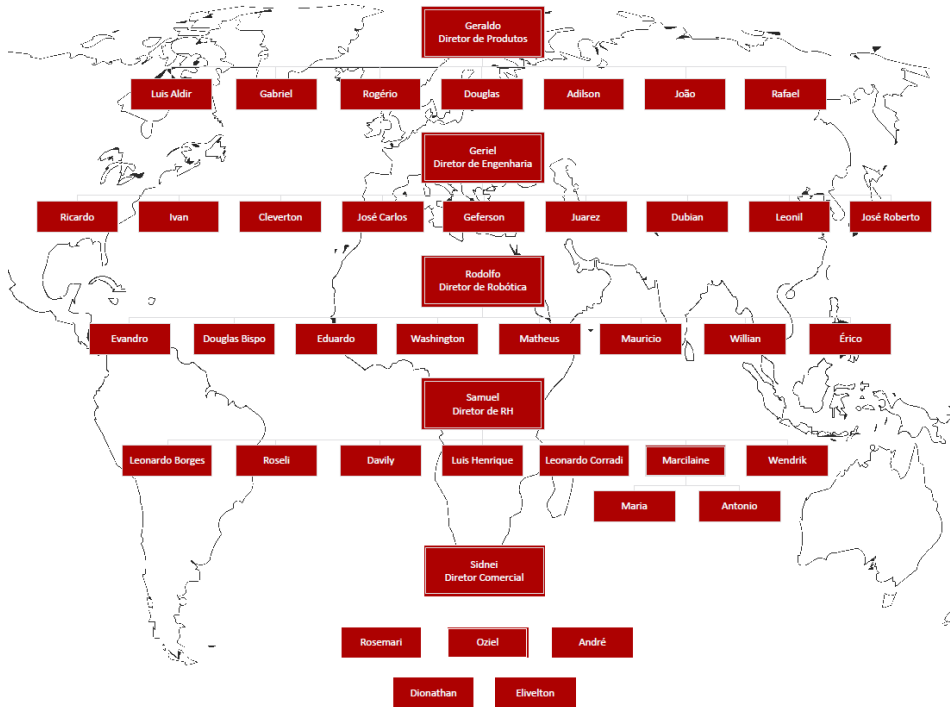 Geraldo
Diretor de Produtos
Luis Aldir
Gabriel
Rogério
Douglas
Adilson
João
Rafael
Geriel
Diretor de Engenharia
Ricardo
Ivan
Cleverton
José Carlos
Geferson
Juarez
Dubian
Leonil
José Roberto
Rodolfo
Diretor de Robótica
Evandro
Douglas Bispo
Eduardo
Washington
Matheus
Mauricio
Willian
Érico
Samuel
Diretor de RH
Leonardo Borges
Roseli
Davily
Luis Henrique
Leonardo Corradi
Marcilaine
Wendrik
Maria
Antonio
Sidnei
Diretor Comercial
Rosemari
Oziel
André
Dionathan
Elivelton